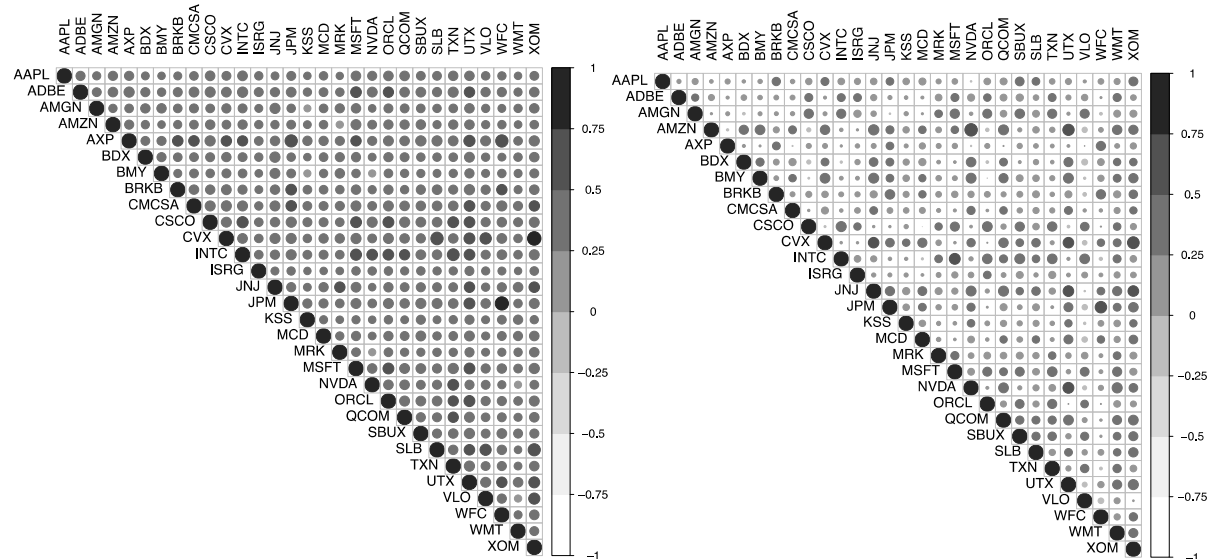 AAPL ADBE AMGN AMZN AXP BDX BMY BRKB CMCSA CSCO CVX INTC ISRG JNJ JPM KSS MCD MRK MSFT NVDA ORCL QCOM SBUX SLB TXN UTX VLO WFC WMT XOM
AAPL
ADBE
AMGN
AMZN
AXP
BDX
BMY
BRKB
CMCSA
CSCO
CVX
INTC
ISRG
JNJ
JPM
KSS
MCD
MRK
MSFT
NVDA
ORCL
QCOM
SBUX
SLB
TXN
UTX
VLO
WFC
WMT
XOM
1
0.75
0.5
0.25
0
−0.25
−0.5
−0.75
−1
AAPL ADBE AMGN AMZN AXP BDX BMY BRKB CMCSA CSCO CVX INTC ISRG JNJ JPM KSS MCD MRK MSFT NVDA ORCL QCOM SBUX SLB TXN UTX VLO WFC WMT XOM
AAPL
ADBE
AMGN
AMZN
AXP
BDX
BMY
BRKB
CMCSA
CSCO
CVX
INTC
ISRG
JNJ
JPM
KSS
MCD
MRK
MSFT
NVDA
ORCL
QCOM
SBUX
SLB
TXN
UTX
VLO
WFC
WMT
XOM
1
0.75
0.5
0.25
0
−0.25
−0.5
−0.75
−1